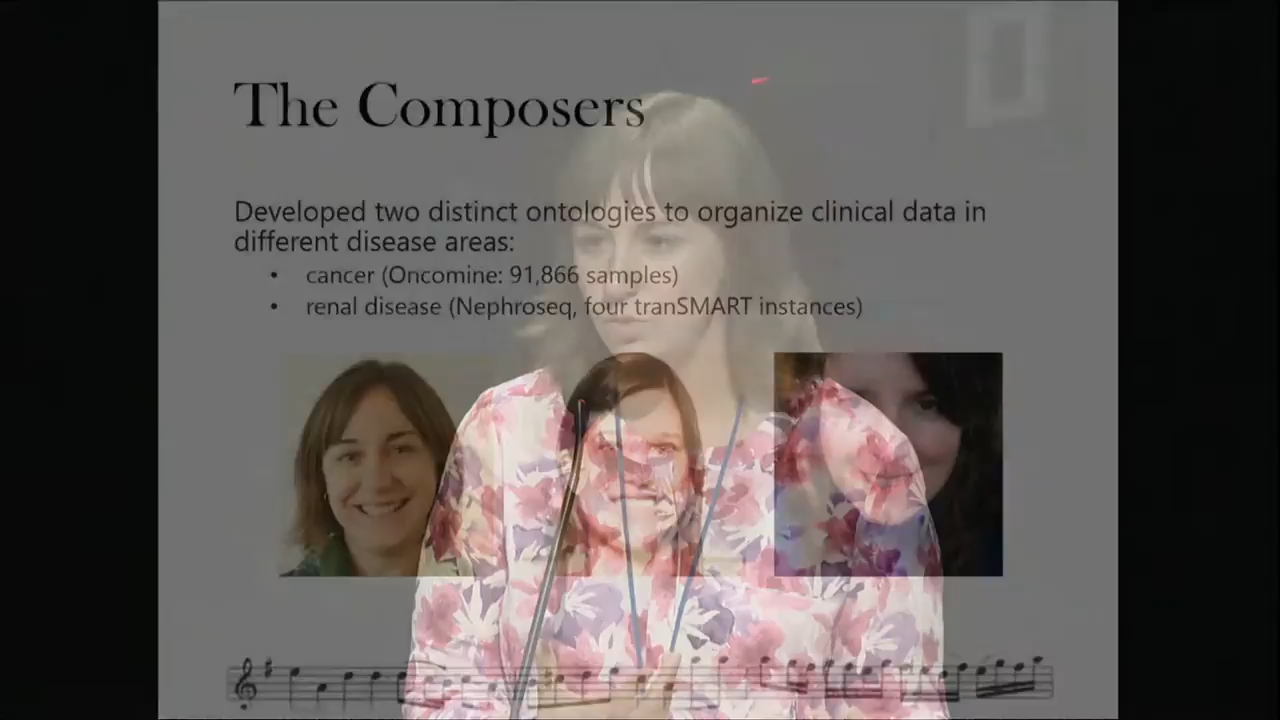 The Composers
Developed two distinct ontologies to organize clinical data in
different disease areas:
• cancer (Oncomine: 91,866 samples)
• renal disease (Nephroseq, four tranSMART instances)